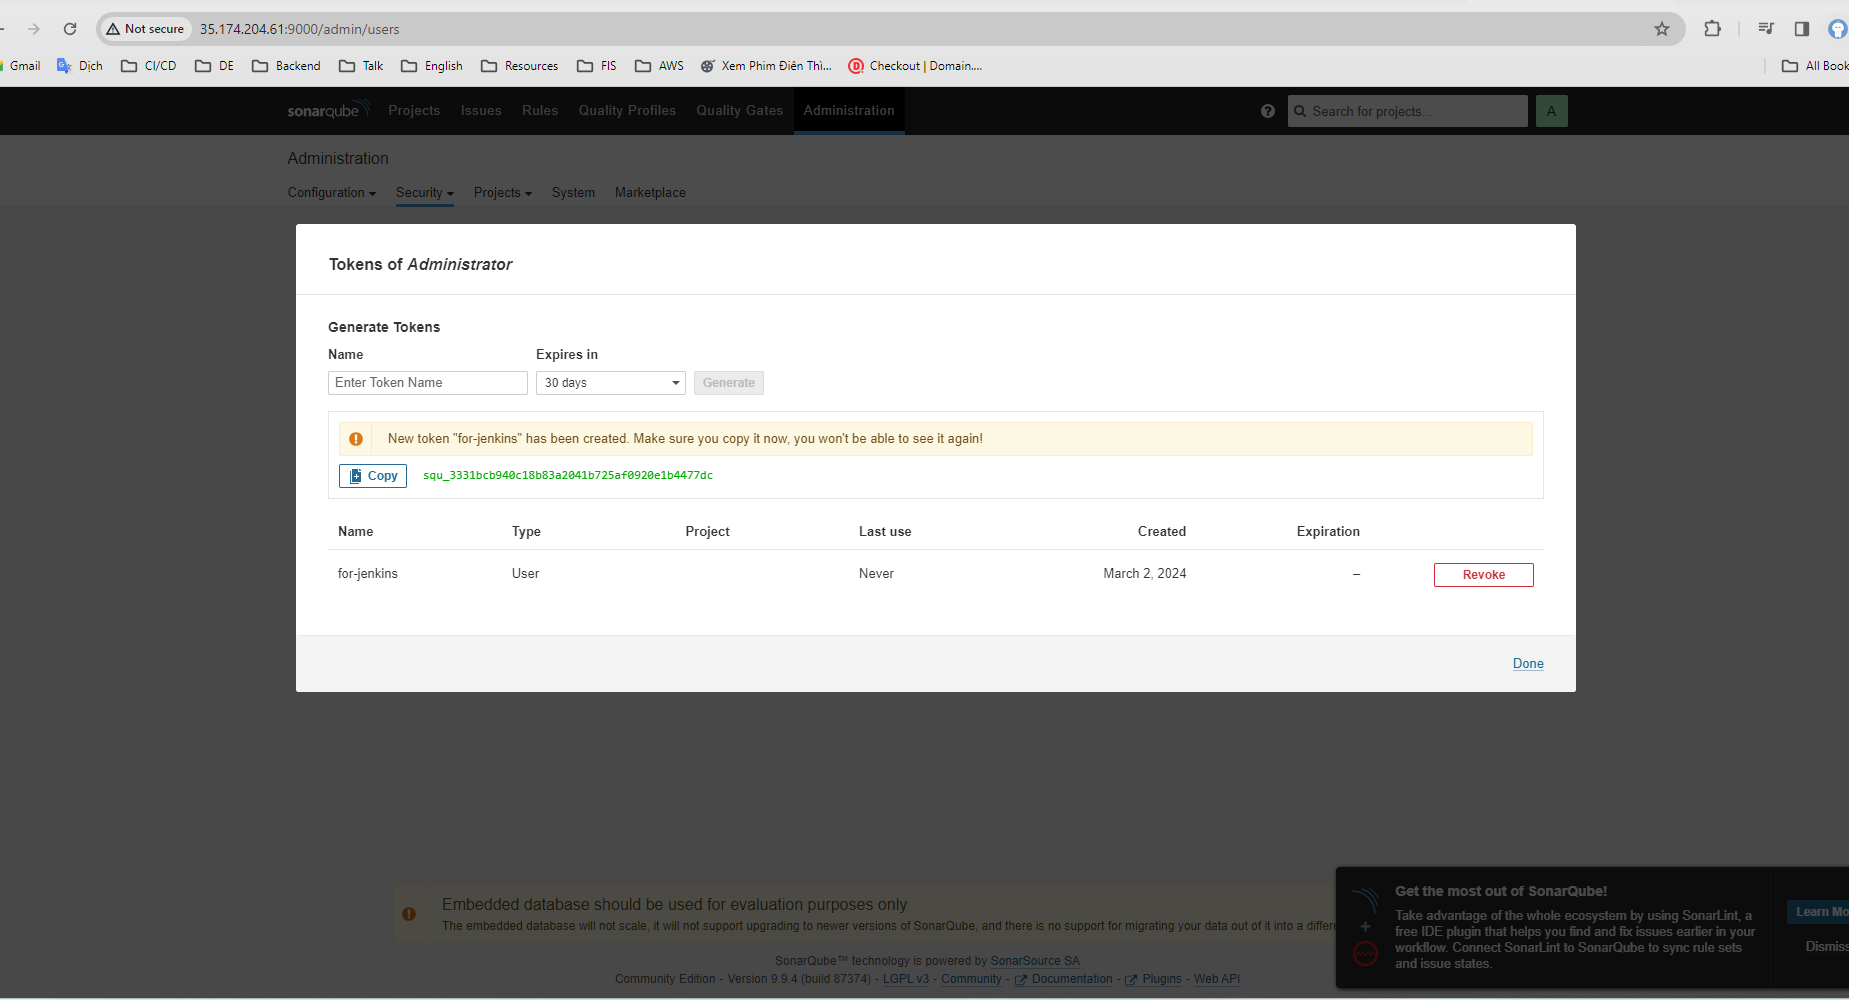 Not secure 35.174.204.61:9000/admin/users
Gmail Dịch CI/CD DE Backend Talk English Resources FIS AWS Xem Phim Điên Thì... Checkout | Domain.... All Book
sonarqube Projects Issues Rules Quality Profiles Quality Gates Administration Search for projects... A
Administration
Configuration Security Projects System Marketplace
Tokens of Administrator
Generate Tokens
Name Expires in
Enter Token Name 30 days Generate
New token "for-jenkins" has been created. Make sure you copy it now, you won't be able to see it again!
Copy squ_3331bcb940c18b83a2041b725af0920e1b4477dc
Name Type Project Last use Created Expiration
for-jenkins User Never March 2, 2024 – Revoke
Done
Embedded database should be used for evaluation purposes only
The embedded database will not scale, it will not support upgrading to newer versions of SonarQube, and there is no support for migrating your data out of it into a differe
SonarQube™ technology is powered by SonarSource SA
Community Edition - Version 9.9.4 (build 87374) - LGPL v3 - Community - Documentation - Plugins - Web API
Get the most out of SonarQube!
Take advantage of the whole ecosystem by using SonarLint, a
free IDE plugin that helps you find and fix issues earlier in your
workflow. Connect SonarLint to SonarQube to sync rule sets
and issue states.
Learn Mo
Dismiss